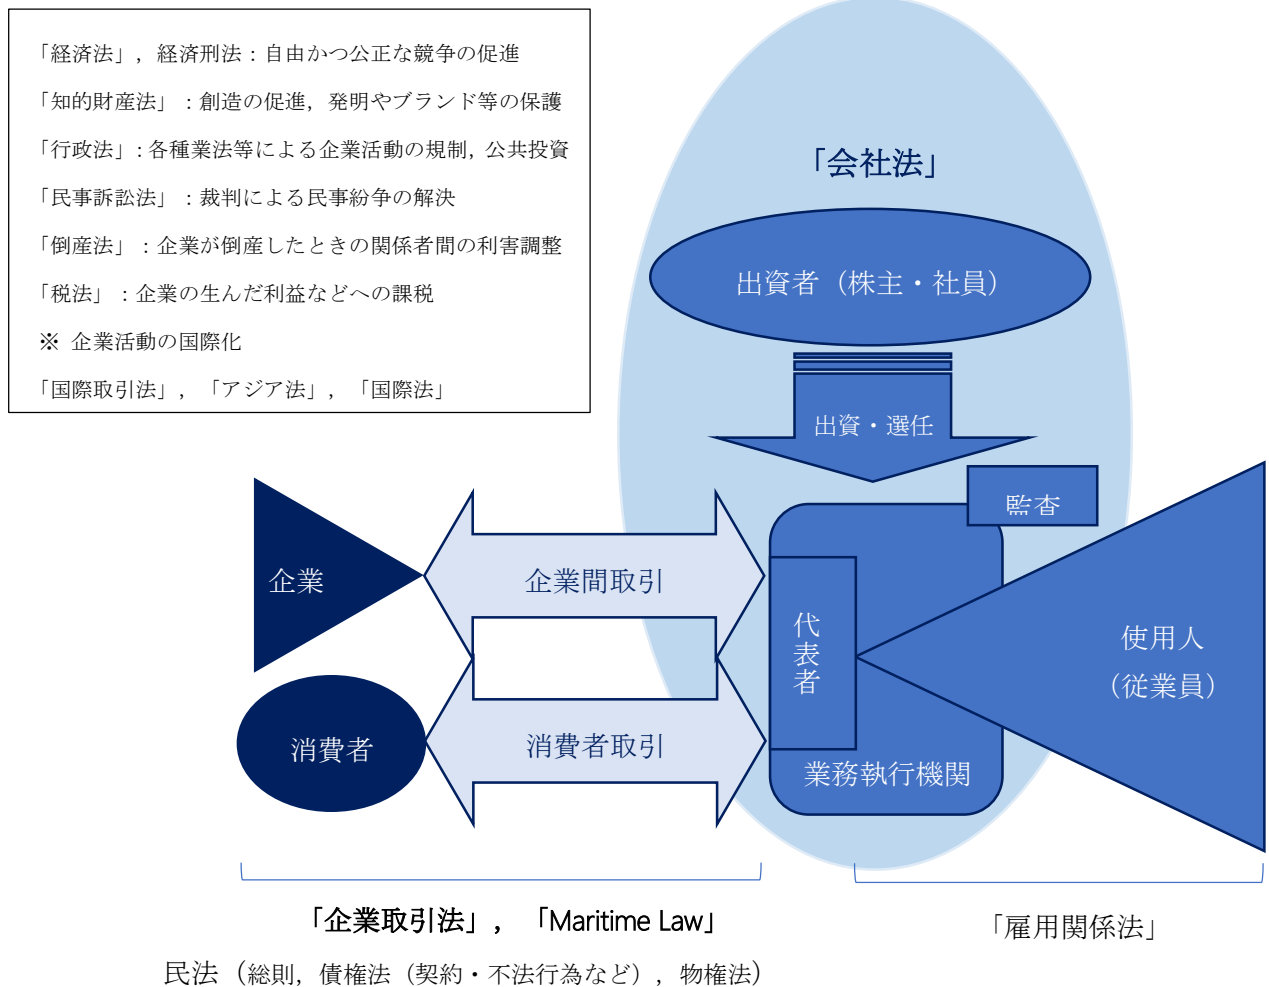 「経済法」, 経済刑法：自由かつ公正な競争の促進
「知的財産法」：創造の促進, 発明やブランド等の保護
「行政法」: 各種業法等による企業活動の規制, 公共投資
「民事訴訟法」：裁判による民事紛争の解決
「倒産法」：企業が倒産したときの関係者間の利害調整
「税法」：企業の生んだ利益などへの課税
※ 企業活動の国際化
「国際取引法」, 「アジア法」, 「国際法」
「会社法」
出資者（株主・社員）
出資・選任
監査
企業
企業間取引
代表者
使用人
（従業員）
消費者
消費者取引
業務執行機関
「企業取引法」, 「Maritime Law」
「雇用関係法」
民法（総則, 債権法（契約・不法行為など）, 物権法）